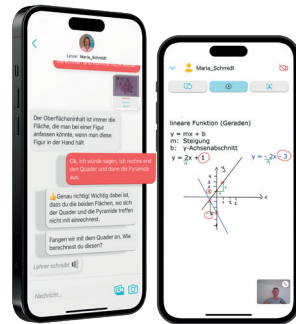 Lehrer Maria_Schmidt
Der Oberflächeninhalt ist immer die
Fläche, die man bei einer Figur
anfassen könnte, wenn man diese
Figur in der Hand hält
Ok, ich würde sagen, ich rechne erst
den Quader und dann die Pyramide
aus.
👍Genau richtig! Wichtig dabei ist,
dass du die beiden Flächen, wo sich
der Quader und die Pyramide treffen
nicht mit einrechnest.
Fangen wir mit dem Quader an. Wie
berechnest du diesen?
Lehrer schreibt
Nachricht...
Maria_Schmidt
lineare Funktion (Geraden)
y = mx + b
m: Steigung
b: y-Achsenabschnitt
y = 2x + 1
y = -2x - 3
y
x